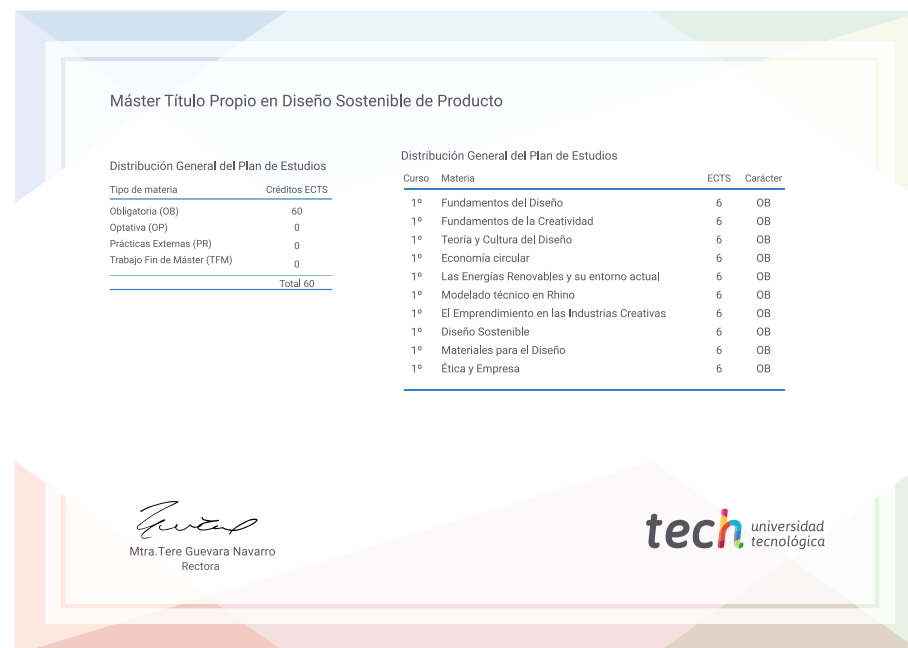 Máster Título Propio en Diseño Sostenible de Producto
Distribución General del Plan de Estudios
Tipo de materia Créditos ECTS
Obligatoria (OB) 60
Optativa (OP) 0
Prácticas Externas (PR) 0
Trabajo Fin de Máster (TFM) 0
Total 60
Distribución General del Plan de Estudios
Curso Materia ECTS Carácter
1º Fundamentos del Diseño 6 OB
1º Fundamentos de la Creatividad 6 OB
1º Teoría y Cultura del Diseño 6 OB
1º Economía circular 6 OB
1º Las Energías Renovables y su entorno actual 6 OB
1º Modelado técnico en Rhino 6 OB
1º El Emprendimiento en las Industrias Creativas 6 OB
1º Diseño Sostenible 6 OB
1º Materiales para el Diseño 6 OB
1º Ética y Empresa 6 OB
Mtra.Tere Guevara Navarro
Rectora
tech universidad
tecnológica